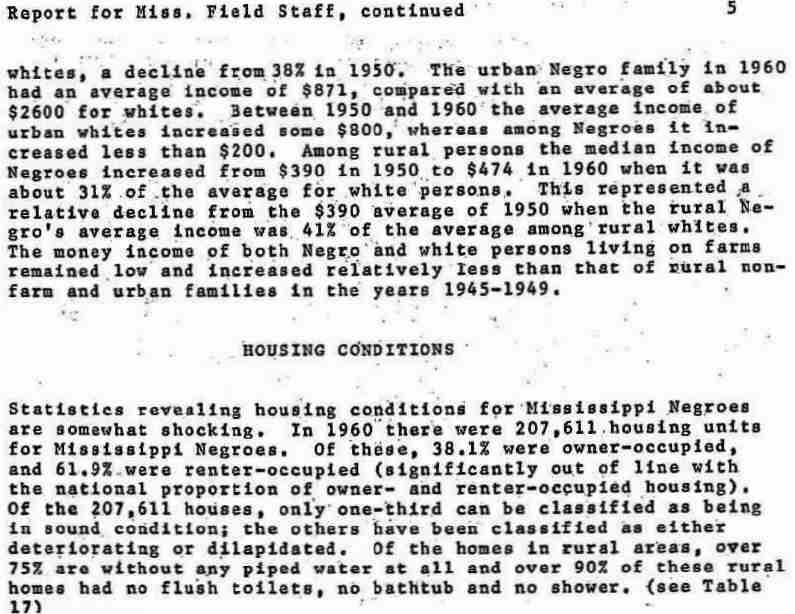 Report for Miss. Field Staff, continued 5
whites, a decline from 38% in 1950. The urban Negro family in 1960
had an average income of $871, compared with an average of about
$2600 for whites. Between 1950 and 1960 the average income of
urban whites increased some $800, whereas among Negroes it in-
creased less than $200. Among rural persons the median income of
Negroes increased from $390 in 1950 to $474 in 1960 when it was
about 31% of the average for white persons. This represented a
relative decline from the $390 average of 1950 when the rural Ne-
gro's average income was 41% of the average among rural whites.
The money income of both Negro and white persons living on farms
remained low and increased relatively less than that of rural non-
farm and urban families in the years 1945-1949.
HOUSING CONDITIONS
Statistics revealing housing conditions for Mississippi Negroes
are somewhat shocking. In 1960 there were 207,611 housing units
for Mississippi Negroes. Of these, 38.1% were owner-occupied,
and 61.9% were renter-occupied (significantly out of line with
the national proportion of owner- and renter-occupied housing).
Of the 207,611 houses, only one-third can be classified as being
in sound condition; the others have been classified as either
deteriorating or dilapidated. Of the homes in rural areas, over
75% are without any piped water at all and over 90% of these rural
homes had no flush toilets, no bathtub and no shower. (see Table
17)